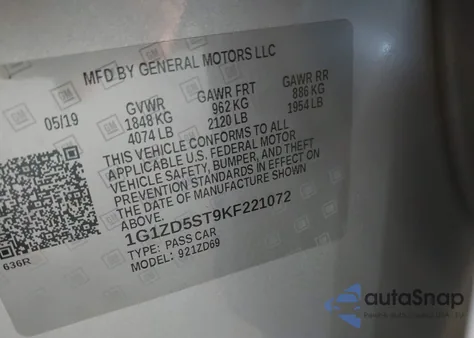 MFD BY GENERAL MOTORS LLC
05/19
GVWR
1848 KG
4074 LB
GAWR FRT
962 KG
2120 LB
GAWR RR
886 KG
1954 LB
THIS VEHICLE CONFORMS TO ALL
APPLICABLE U.S. FEDERAL MOTOR
VEHICLE SAFETY, BUMPER, AND THEFT
PREVENTION STANDARDS IN EFFECT ON
THE DATE OF MANUFACTURE SHOWN
ABOVE.
1G1ZD5ST9KF221072
TYPE: PASS CAR
MODEL: 921ZD69
636R
autoSnap